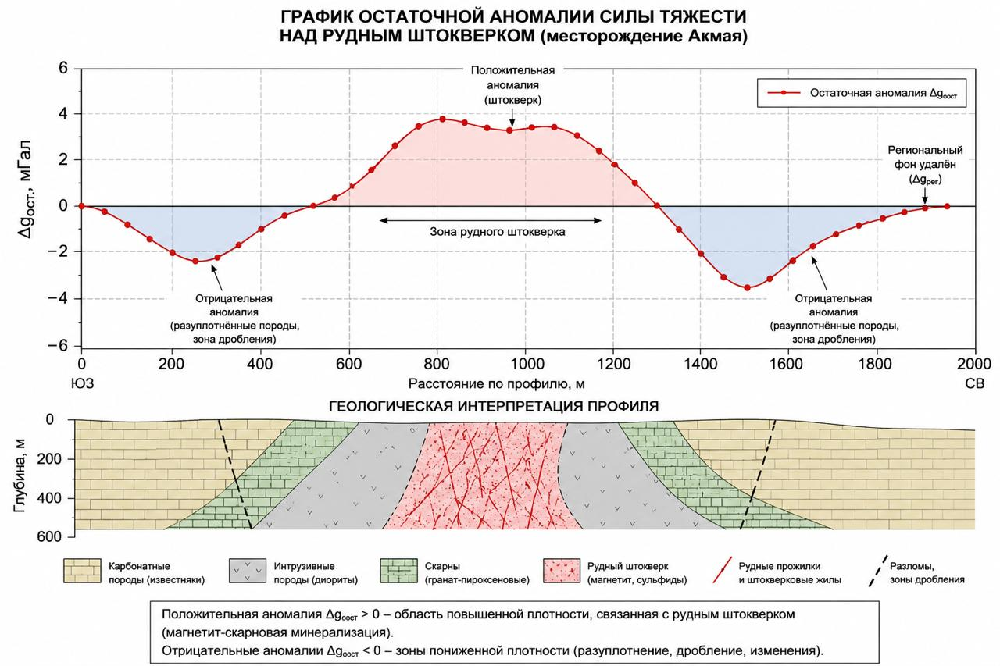 ГРАФИК ОСТАТОЧНОЙ АНОМАЛИИ СИЛЫ ТЯЖЕСТИ
НАД РУДНЫМ ШТОКВЕРКОМ (месторождение Акмая)
Δgост., мГал
6
4
2
0
−2
−4
−6
Положительная
аномалия
(штокверк)
Остаточная аномалия Δgоост
Региональный
фон удалён
(Δgрег)
Зона рудного штокверка
Отрицательная
аномалия
(разуплотнённые породы,
зона дробления)
Отрицательная
аномалия
(разуплотнённые породы,
зона дробления)
0 200 400 600 800 1000 1200 1400 1600 1800 2000
ЮЗ Расстояние по профилю, м СВ
ГЕОЛОГИЧЕСКАЯ ИНТЕРПРЕТАЦИЯ ПРОФИЛЯ
Глубина, м
0
200
400
600
Карбонатные
породы (известняки)
Интрузивные
породы (диориты)
Скарны
(гранат-пироксеновые)
Рудный штокверк
(магнетит, сульфиды)
Рудные прожилки
и штокверковые жилы
Разломы,
зоны дробления
Положительная аномалия Δgоост > 0 – область повышенной плотности, связанная с рудным штокверком
(магнетит-скарновая минерализация).
Отрицательные аномалии Δgоост < 0 – зоны пониженной плотности (разуплотнение, дробление, изменения).